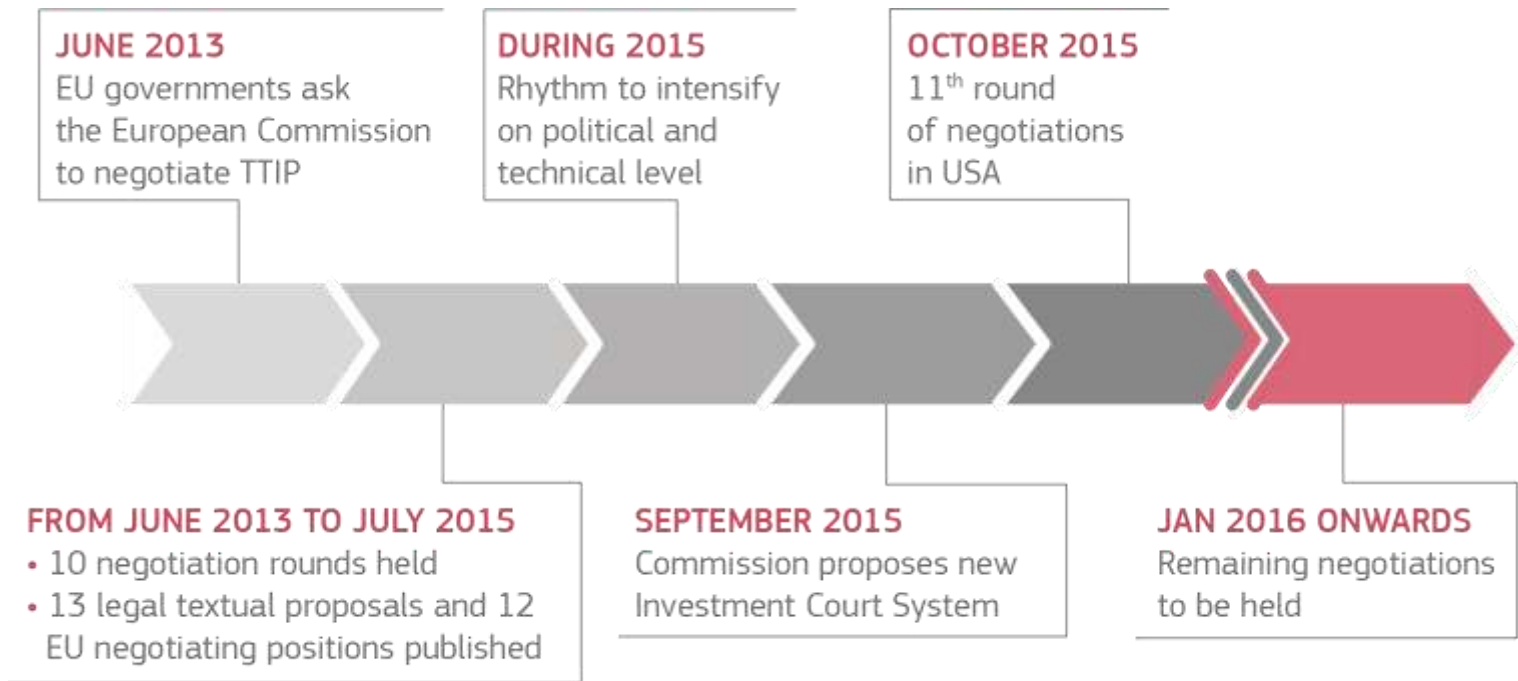 JUNE 2013
EU governments ask
the European Commission
to negotiate TTIP
DURING 2015
Rhythm to intensify
on political and
technical level
OCTOBER 2015
11th round
of negotiations
in USA
FROM JUNE 2013 TO JULY 2015
• 10 negotiation rounds held
• 13 legal textual proposals and 12
EU negotiating positions published
SEPTEMBER 2015
Commission proposes new
Investment Court System
JAN 2016 ONWARDS
Remaining negotiations
to be held